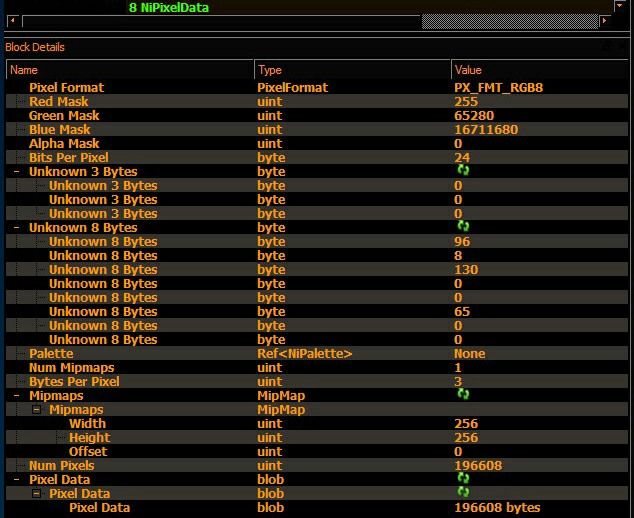 8 NiPixelData
Block Details
Name Type Value
Pixel Format PixelFormat PX_FMT_RGB8
Red Mask uint 255
Green Mask uint 65280
Blue Mask uint 16711680
Alpha Mask uint 0
Bits Per Pixel byte 24
Unknown 3 Bytes byte
Unknown 3 Bytes byte 0
Unknown 3 Bytes byte 0
Unknown 3 Bytes byte 0
Unknown 8 Bytes byte
Unknown 8 Bytes byte 96
Unknown 8 Bytes byte 8
Unknown 8 Bytes byte 130
Unknown 8 Bytes byte 0
Unknown 8 Bytes byte 0
Unknown 8 Bytes byte 65
Unknown 8 Bytes byte 0
Unknown 8 Bytes byte 0
Palette Ref<NiPalette> None
Num Mipmaps uint 1
Bytes Per Pixel uint 3
Mipmaps MipMap
Mipmaps MipMap
Width uint 256
Height uint 256
Offset uint 0
Num Pixels uint 196608
Pixel Data blob
Pixel Data blob
Pixel Data blob 196608 bytes